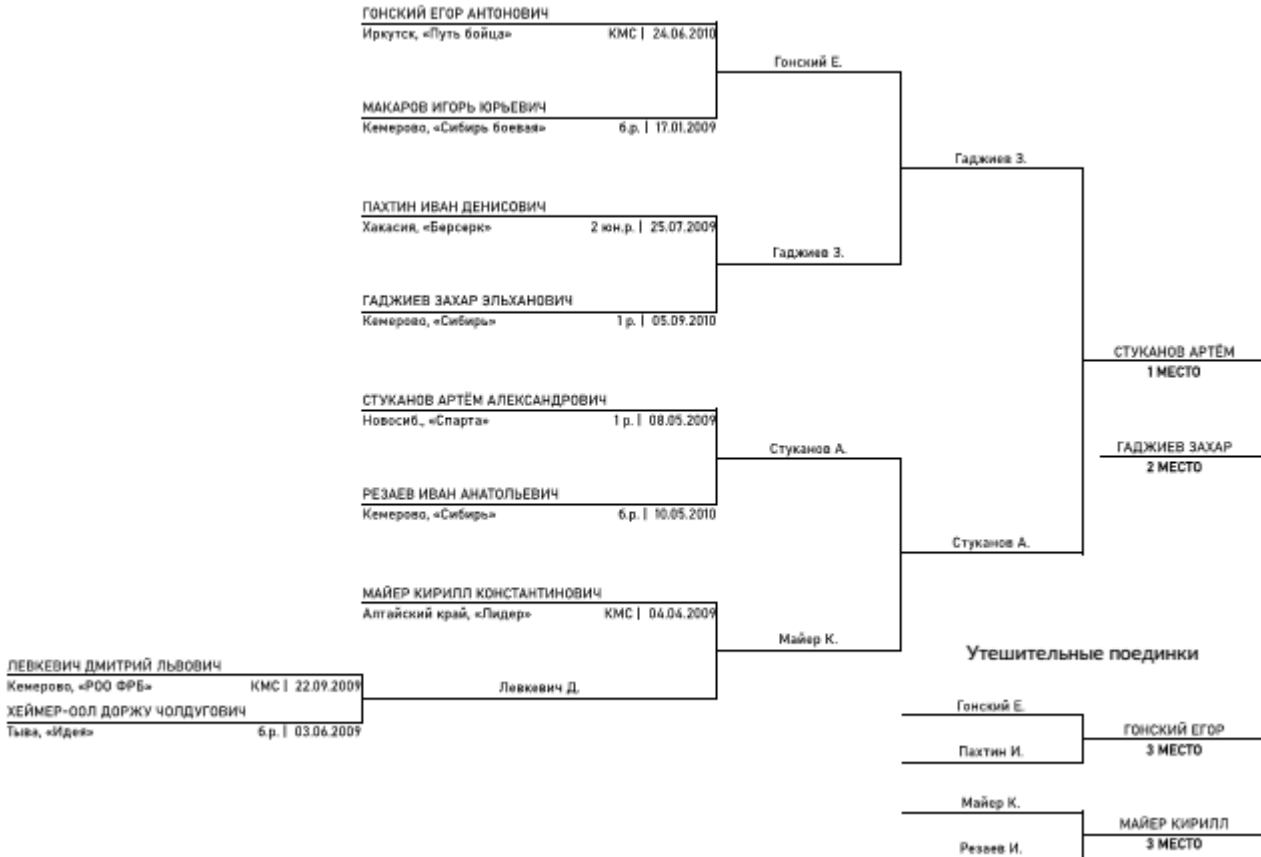 ГОНСКИЙ ЕГОР АНТОНОВИЧ
Иркутск, «Путь бойца» КМС | 24.06.2010
Гонский Е.
МАКАРОВ ИГОРЬ ЮРЬЕВИЧ
Кемерово, «Сибирь боевая» б.р. | 17.01.2009
Гаджиев З.
ПАХТИН ИВАН ДЕНИСОВИЧ
Хакасия, «Берсерк» 2 юн.р. | 25.07.2009
Гаджиев З.
ГАДЖИЕВ ЗАХАР ЭЛЬХАНОВИЧ
Кемерово, «Сибирь» 1 р. | 05.09.2010
СТУКАНОВ АРТЁМ
1 МЕСТО
СТУКАНОВ АРТЁМ АЛЕКСАНДРОВИЧ
Новосиб., «Спарта» 1 р. | 08.05.2009
Стуканов А.
ГАДЖИЕВ ЗАХАР
2 МЕСТО
РЕЗАЕВ ИВАН АНАТОЛЬЕВИЧ
Кемерово, «Сибирь» б.р. | 10.05.2010
Стуканов А.
МАЙЕР КИРИЛЛ КОНСТАНТИНОВИЧ
Алтайский край, «Лидер» КМС | 04.04.2009
Майер К.
Утешительные поединки
ЛЕВКЕВИЧ ДМИТРИЙ ЛЬВОВИЧ
Кемерово, «РОО ФРБ» КМС | 22.09.2009
Левкевич Д.
ХЕЙМЕР-ООЛ ДОРЖУ ЧОЛДУГОВИЧ
Тыва, «Идея» б.р. | 03.06.2009
Гонский Е.
ГОНСКИЙ ЕГОР
3 МЕСТО
Пахтин И.
Майер К.
МАЙЕР КИРИЛЛ
3 МЕСТО
Резаев И.